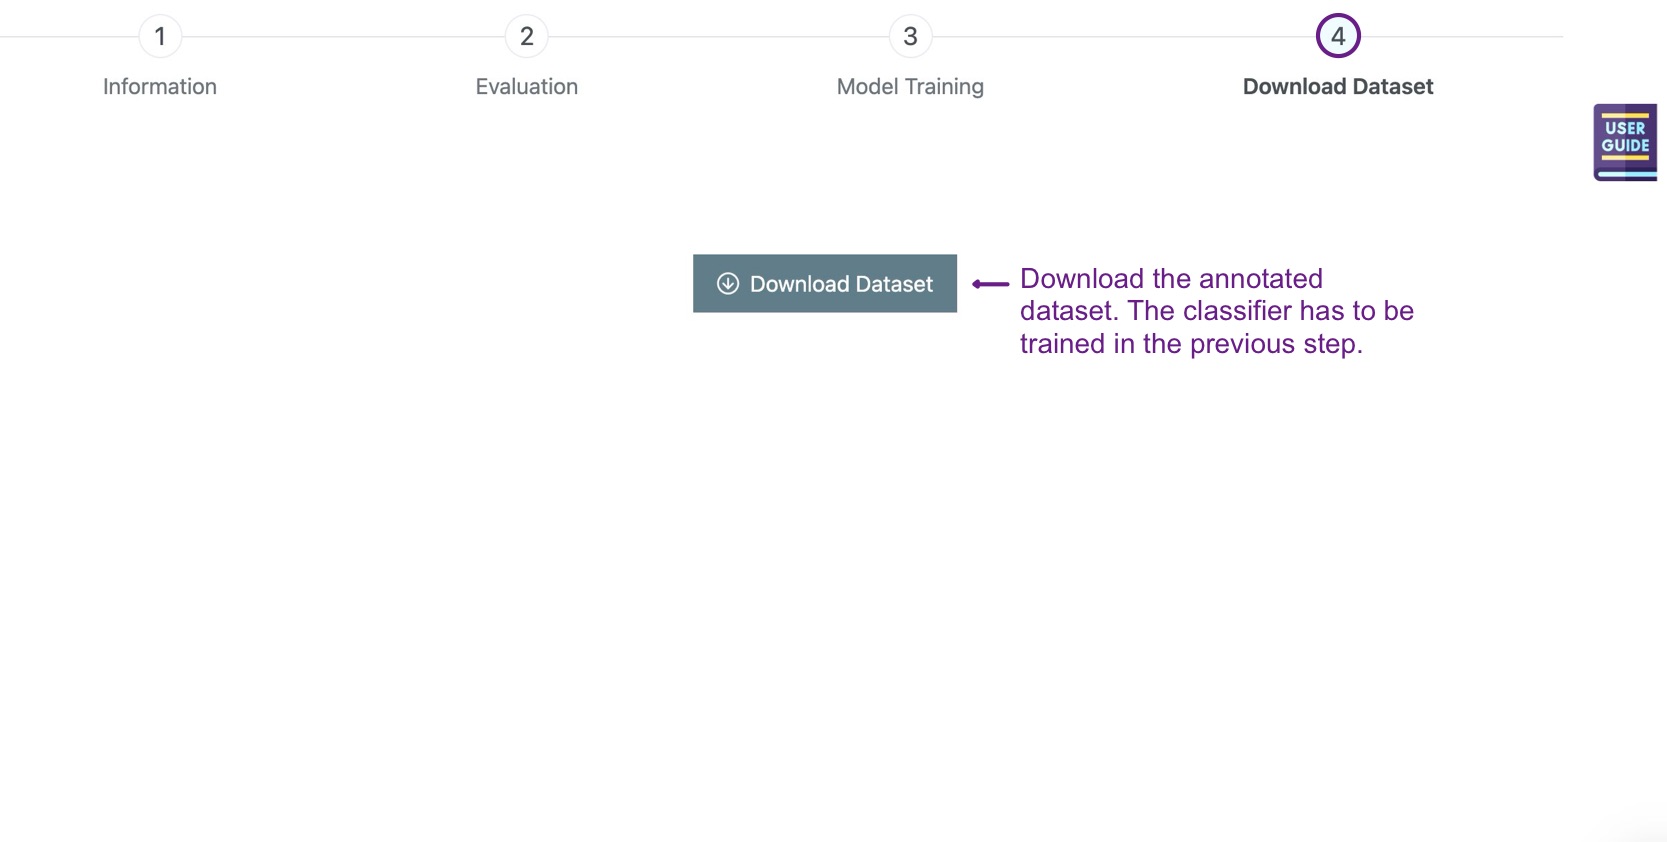 1
2
3
4
Information
Evaluation
Model Training
Download Dataset
USER
GUIDE
Download Dataset
Download the annotated
dataset. The classifier has to be
trained in the previous step.